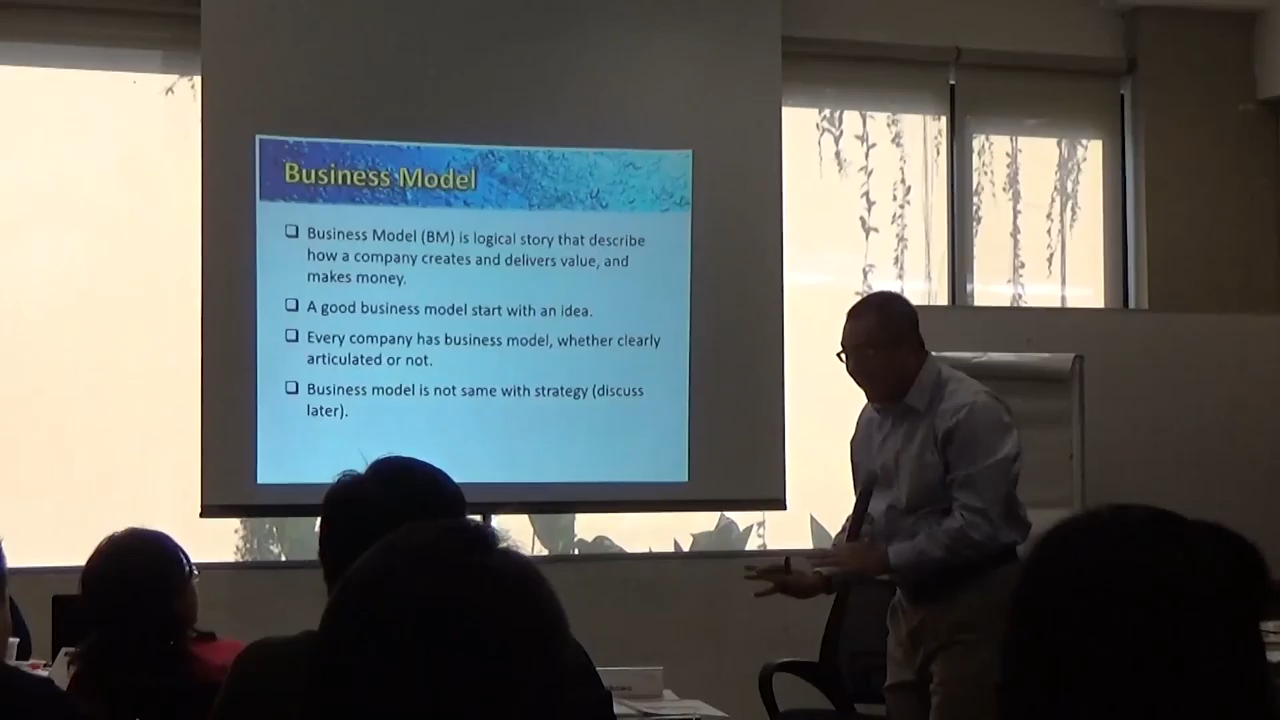 Business Model
❑ Business Model (BM) is logical story that describe
how a company creates and delivers value, and
makes money.
❑ A good business model start with an idea.
❑ Every company has business model, whether clearly
articulated or not.
❑ Business model is not same with strategy (discuss
later).